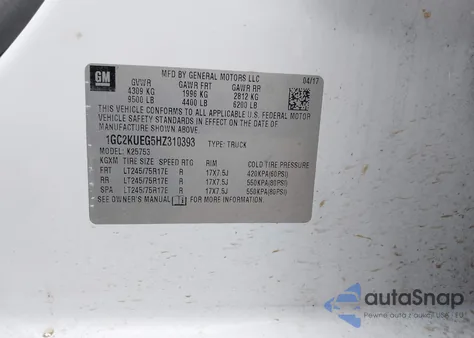 GM
MFD BY GENERAL MOTORS LLC
04/17
GVWR GAWR FRT GAWR RR
4309 KG 1996 KG 2812 KG
9500 LB 4400 LB 6200 LB
THIS VEHICLE CONFORMS TO ALL APPLICABLE U.S. FEDERAL MOTOR
VEHICLE SAFETY STANDARDS IN EFFECT ON THE DATE OF
MANUFACTURE SHOWN ABOVE.
1GC2KUEG5HZ310393 TYPE: TRUCK
MODEL: K25753
KGXM TIRE SIZE SPEED RTG RIM COLD TIRE PRESSURE
FRT LT245/75R17E R 17X7.5J 420KPA(60PSI)
RR LT245/75R17E R 17X7.5J 550KPA(80PSI)
SPA LT245/75R17E R 17X7.5J 550KPA(80PSI)
SEE OWNER'S MANUAL FOR MORE INFORMATION.
autaSnap